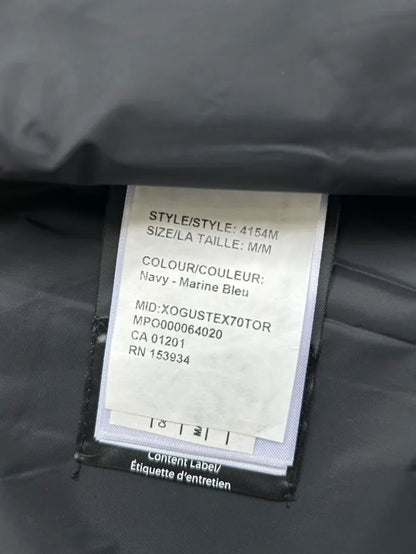 STYLE/STYLE: 4154M
SIZE/LA TAILLE: M/M
COLOUR/COULEUR:
Navy - Marine Bleu
MID:XOGUSTEX70TOR
MPO000064020
CA 01201
RN 153934
Content Label/
Étiquette d'entretien